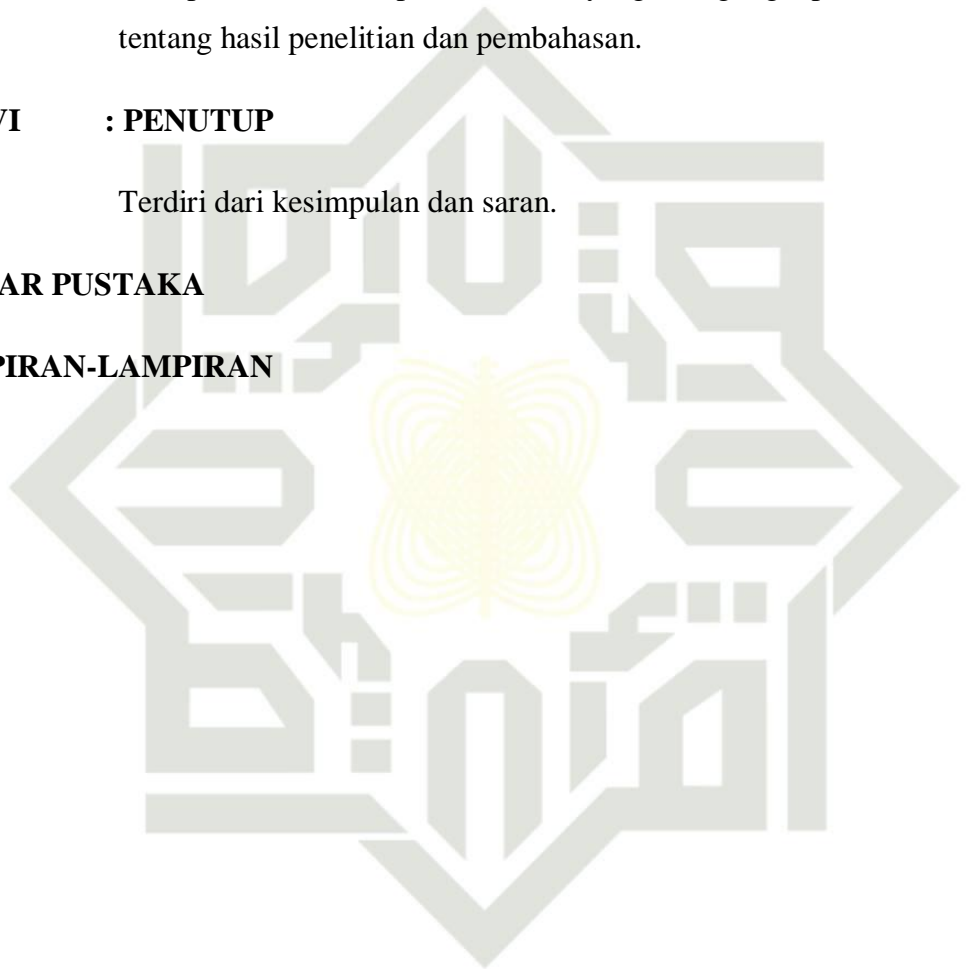 tentang hasil penelitian dan pembahasan.
VI : PENUTUP
Terdiri dari kesimpulan dan saran.
AR PUSTAKA
PIRAN-LAMPIRAN